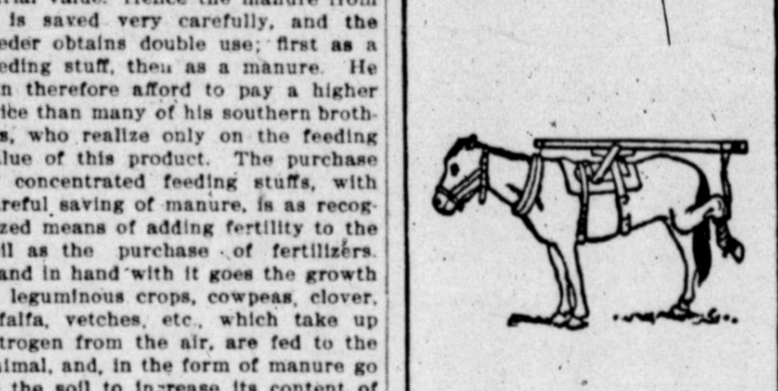 is saved very carefully, and the
eder obtains double use; first as a
eding stuff, then as a manure. He
n therefore afford to pay a higher
ice than many of his southern broth-
s, who realize only on the feeding
lue of this product. The purchase
concentrated feeding stuffs, with
reful saving of manure, is as recog-
zed means of adding fertility to the
il as the purchase of fertilizers.
and in hand with it goes the growth
leguminous crops, cowpeas, clover,
falfa, vetches, etc., which take up
trogen from the air, are fed to the
imal, and, in the form of manure go
the soil to increase its content of